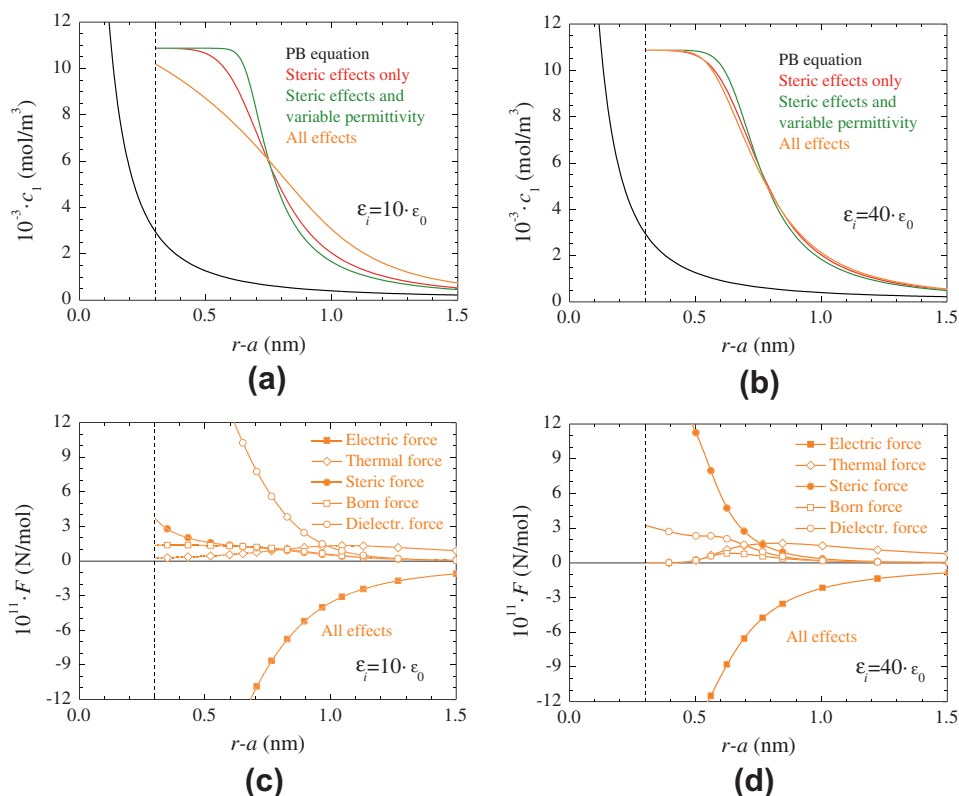 12
10
8
6
4
2
0
10⁻³·c₁ (mol/m³)
PB equation
Steric effects only
Steric effects and
variable permittivity
All effects
εᵢ=10·ε₀
0.0 0.5 1.0 1.5
r-a (nm)
(a)
12
10
8
6
4
2
0
10⁻³·c₁ (mol/m³)
PB equation
Steric effects only
Steric effects and
variable permittivity
All effects
εᵢ=40·ε₀
0.0 0.5 1.0 1.5
r-a (nm)
(b)
12
9
6
3
0
-3
-6
-9
-12
10¹¹·F (N/mol)
Electric force
Thermal force
Steric force
Born force
Dielectr. force
All effects
εᵢ=10·ε₀
0.0 0.5 1.0 1.5
r-a (nm)
(c)
12
9
6
3
0
-3
-6
-9
-12
10¹¹·F (N/mol)
Electric force
Thermal force
Steric force
Born force
Dielectr. force
All effects
εᵢ=40·ε₀
0.0 0.5 1.0 1.5
r-a (nm)
(d)